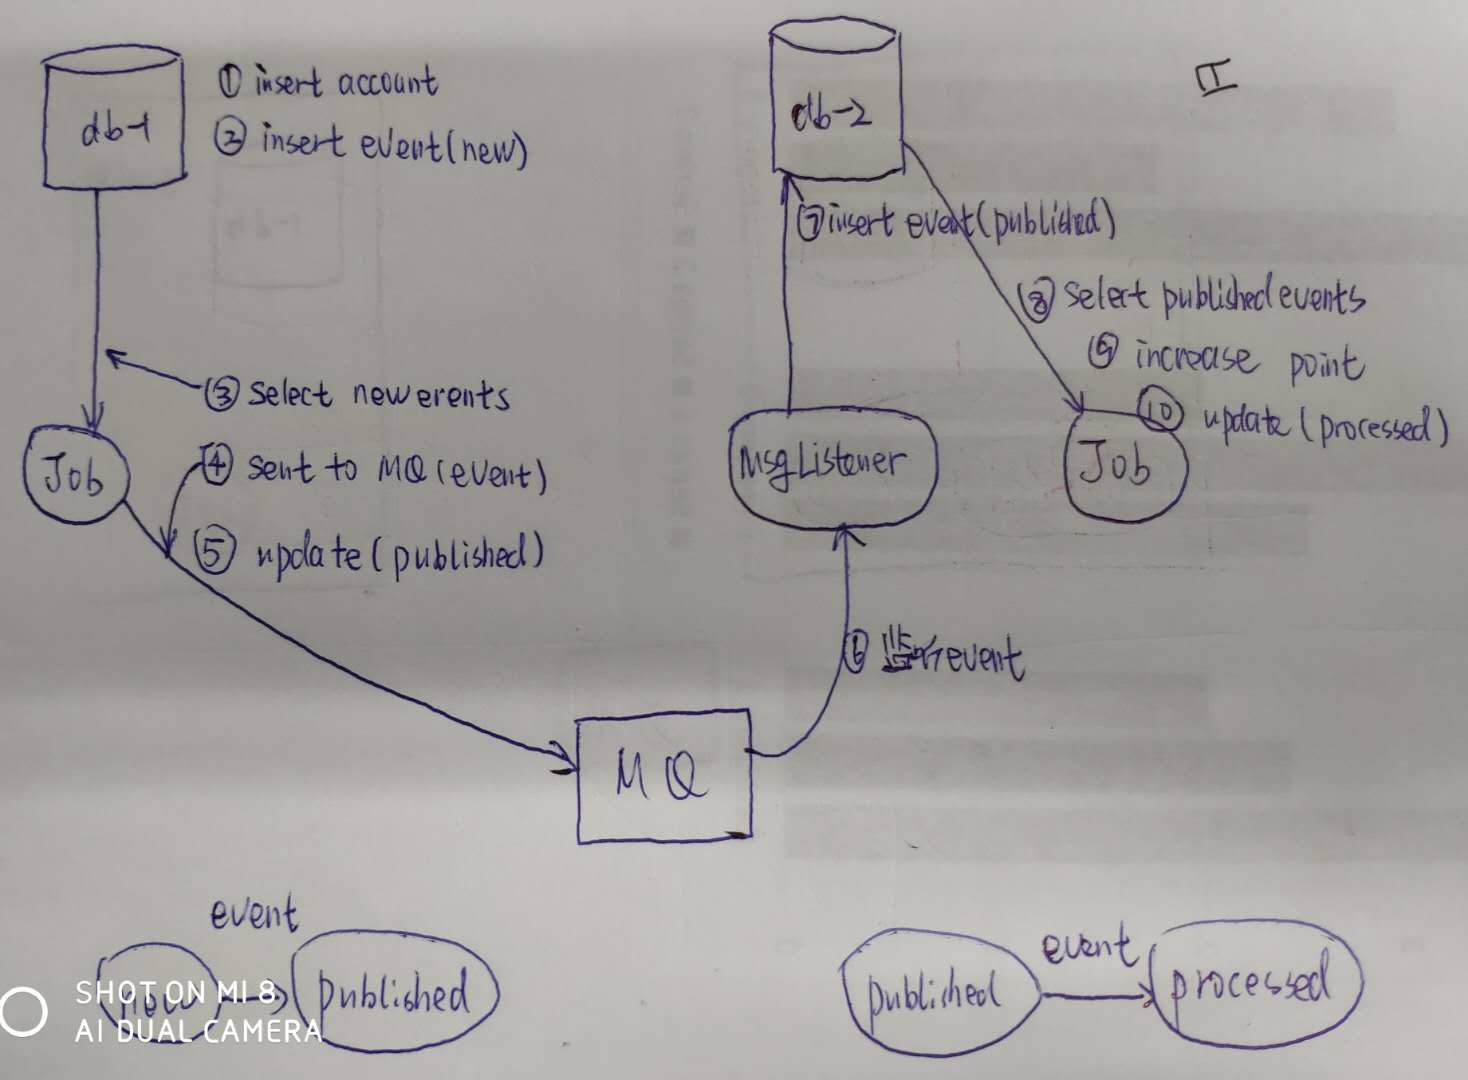 db-1
① insert account
② insert event(new)
③ select new events
Job
④ sent to MQ (event)
⑤ update (published)
MQ
⑥ 监听event
MsgListener
db-2
II
⑦ insert event(published)
⑧ select published events
⑨ increase point
⑩ update (processed)
Job
event
new
published
event
published
processed
SHOT ON MI 8
AI DUAL CAMERA